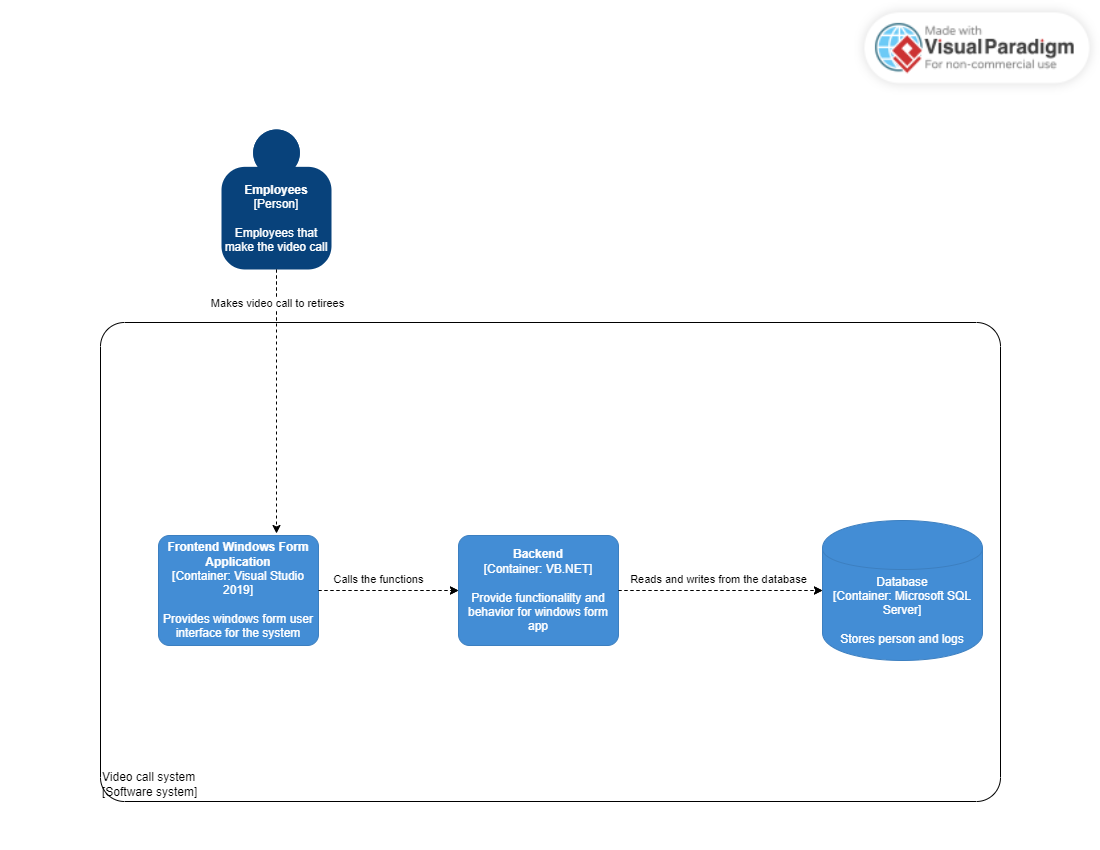 Made with
Visual Paradigm
For non-commercial use
Employees
[Person]
Employees that
make the video call
Makes video call to retirees
Frontend Windows Form
Application
[Container: Visual Studio
2019]
Provides windows form user
interface for the system
Calls the functions
Backend
[Container: VB.NET]
Provide functionalilty and
behavior for windows form
app
Reads and writes from the database
Database
[Container: Microsoft SQL
Server]
Stores person and logs
Video call system
[Software system]